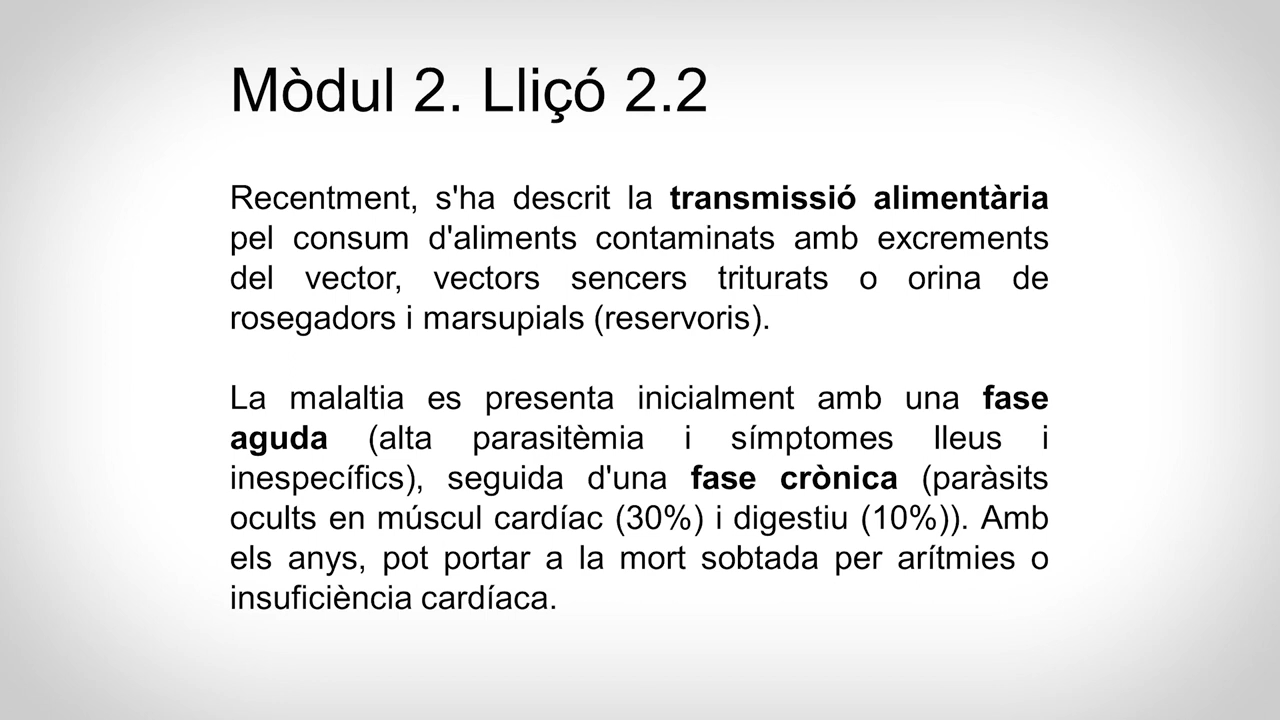 Mòdul 2. Lliçó 2.2
Recentment, s'ha descrit la transmissió alimentària
pel consum d'aliments contaminats amb excrements
del vector, vectors sencers triturats o orina de
rosegadors i marsupials (reservoris).
La malaltia es presenta inicialment amb una fase
aguda (alta parasitèmia i símptomes lleus i
inespecífics), seguida d'una fase crònica (paràsits
ocults en múscul cardíac (30%) i digestiu (10%)). Amb
els anys, pot portar a la mort sobtada per arítmies o
insuficiència cardíaca.